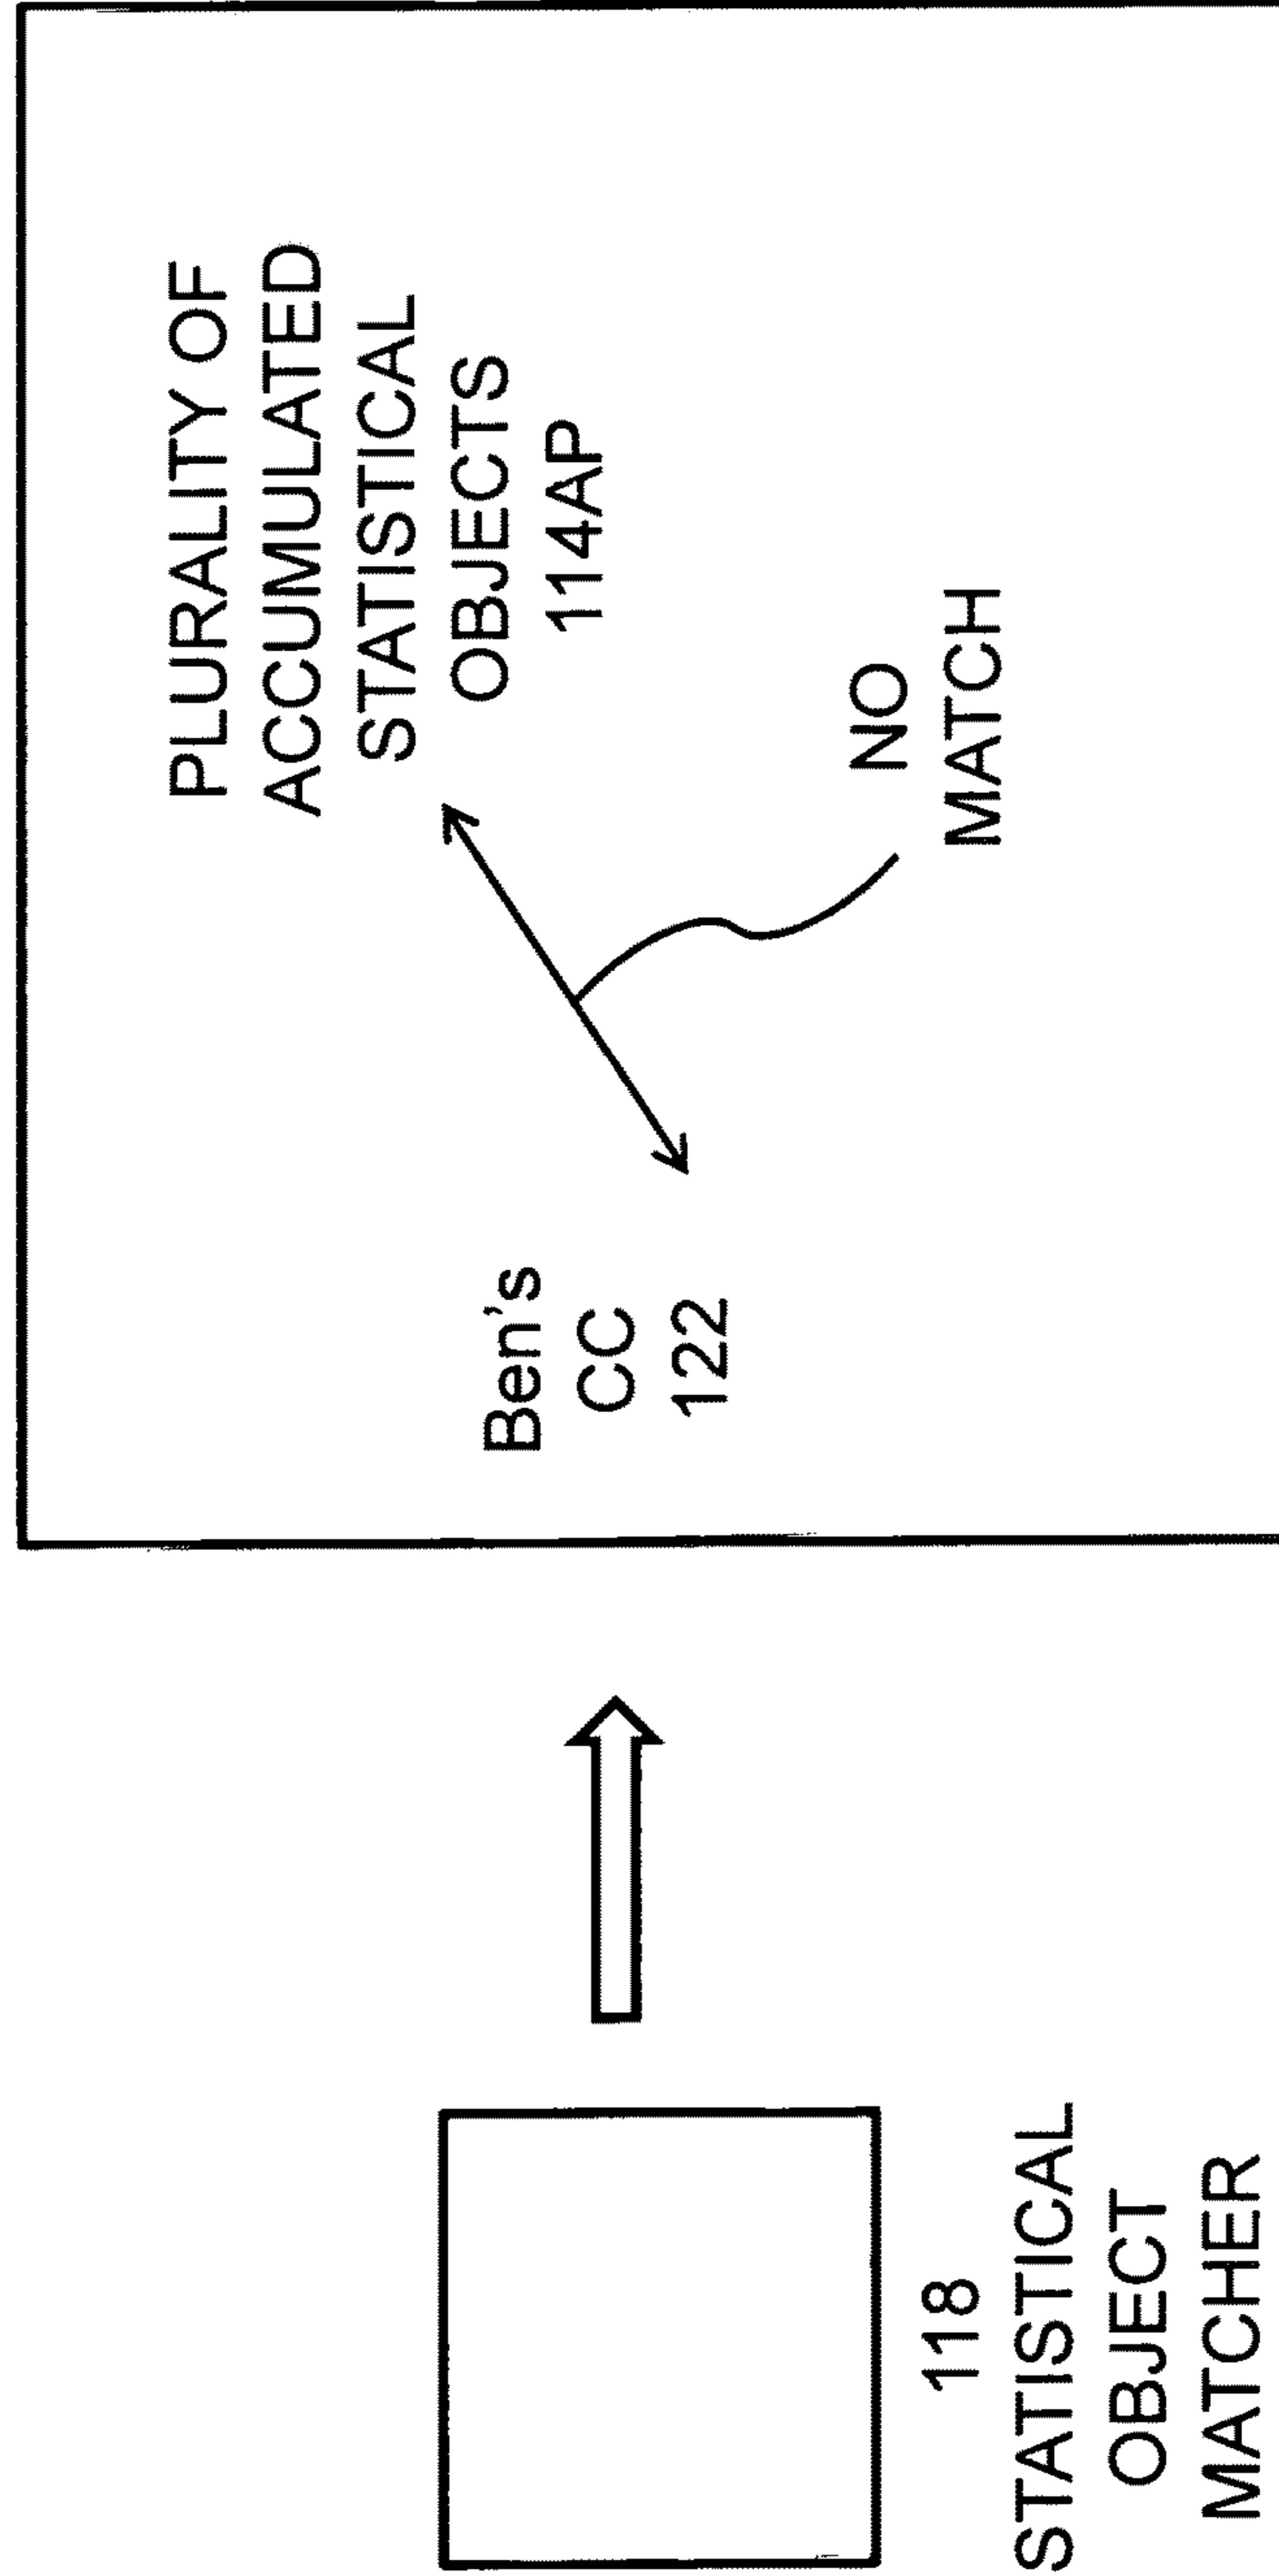 118
STATISTICAL
OBJECT
MATCHER
Ben's
CC
122
PLURALITY OF
ACCUMULATED
STATISTICAL
OBJECTS
114AP
NO
MATCH